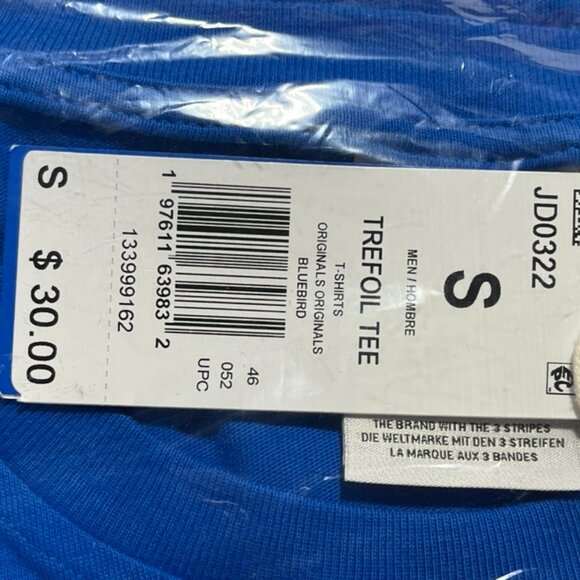 JD0322
S
MEN / HOMBRE
TREFOIL TEE
T-SHIRTS
ORIGINALS ORIGINALS
BLUEBIRD
46
052
UPC
1 97611 63983 2
133999162
S $ 30.00
THE BRAND WITH THE 3 STRIPES
DIE WELTMARKE MIT DEN 3 STREIFEN
LA MARQUE AUX 3 BANDES